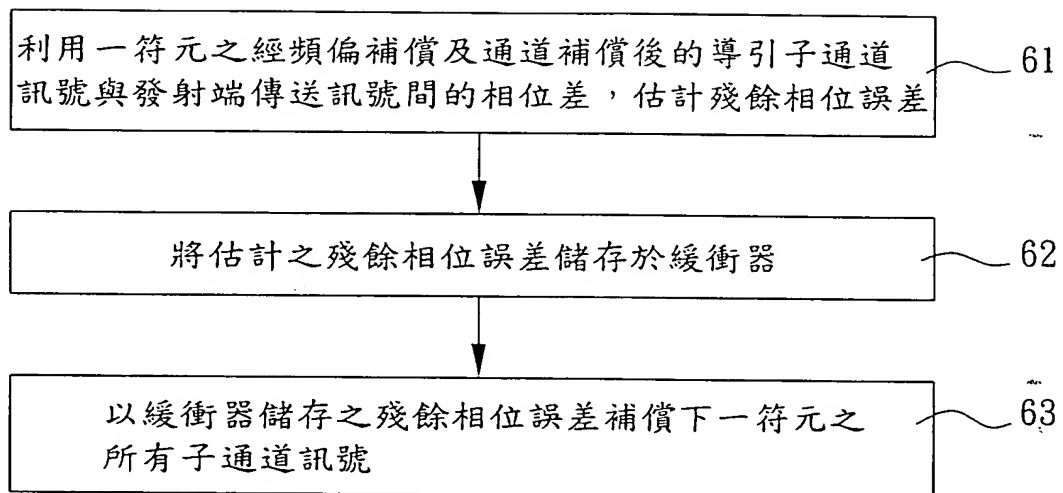 利用一符元之經頻偏補償及通道補償後的導引子通道
訊號與發射端傳送訊號間的相位差，估計殘餘相位誤差
61
將估計之殘餘相位誤差儲存於緩衝器
62
以緩衝器儲存之殘餘相位誤差補償下一符元之
所有子通道訊號
63